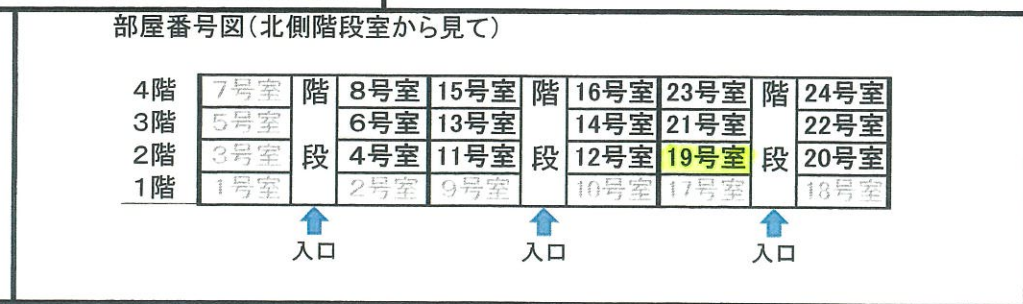 部屋番号図(北側階段室から見て)
4階 7号室 階 8号室 15号室 階 16号室 23号室 階 24号室
3階 5号室 6号室 13号室 14号室 21号室 22号室
2階 3号室 段 4号室 11号室 段 12号室 19号室 段 20号室
1階 1号室 2号室 9号室 10号室 17号室 18号室
入口 入口 入口